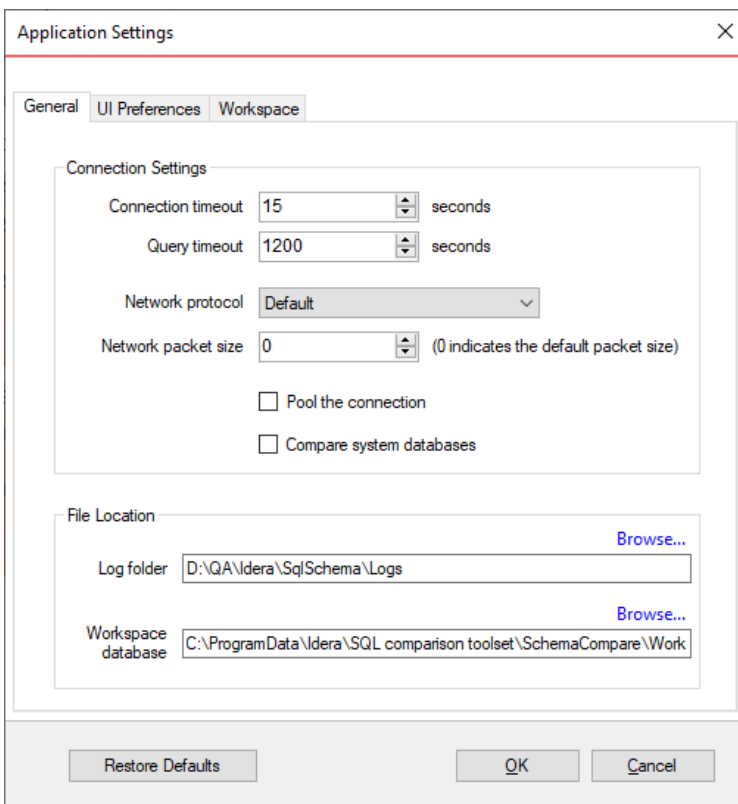 Application Settings
General UI Preferences Workspace
Connection Settings
Connection timeout 15 seconds
Query timeout 1200 seconds
Network protocol Default
Network packet size 0 (0 indicates the default packet size)
Pool the connection
Compare system databases
File Location
Browse...
Log folder D:\QA\Idera\SqlSchema\Logs
Browse...
Workspace
database C:\ProgramData\Idera\SQL comparison toolset\SchemaCompare\Work
Restore Defaults OK Cancel